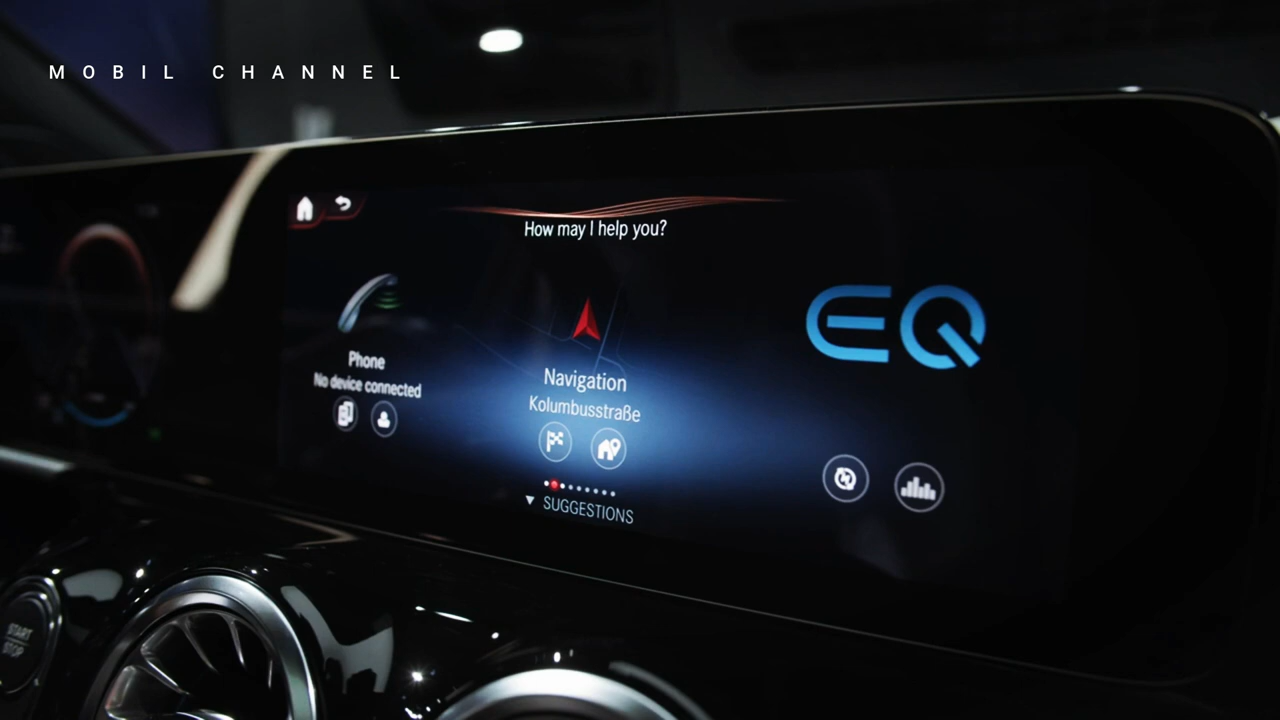 MOBIL CHANNEL
How may I help you?
EQ
Phone
No device connected
Navigation
Kolumbusstraße
SUGGESTIONS
START
STOP